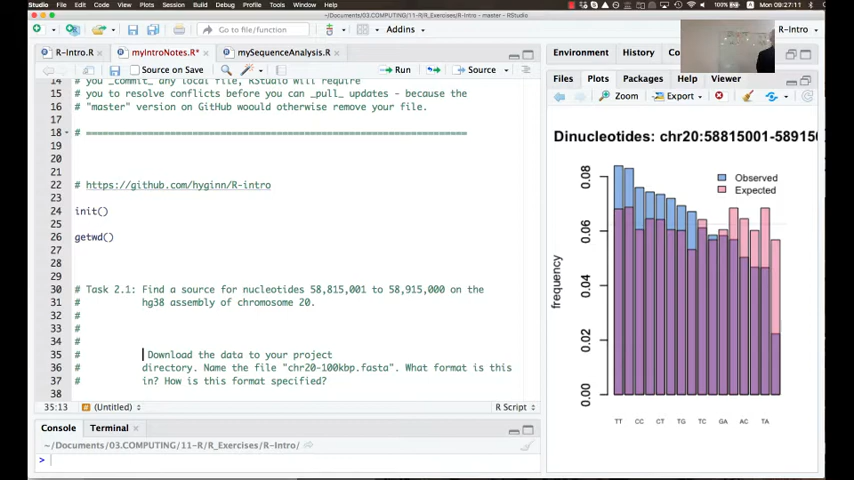 RStudio File Edit Code View Plots Session Build Debug Profile Tools Window Help 100% Mon 09:27:11
~/Documents/03.COMPUTING/11-R/R_Exercises/R-Intro - master - RStudio
Go to file/function Addins R-Intro
R-Intro.R myIntroNotes.R* mySequenceAnalysis.R
Source on Save Run Source
14 # you _commit_ any local file, RStudio will require
15 # you to resolve conflicts before you can _pull_ updates - because the
16 # "master" version on GitHub woould otherwise remove your file.
17
18 # ====================================================================
19
20
21
22 # https://github.com/hyginn/R-intro
23
24 init()
25
26 getwd()
27
28
29
30 # Task 2.1: Find a source for nucleotides 58,815,001 to 58,915,000 on the
31 # hg38 assembly of chromosome 20.
32 #
33 #
34 #
35 # Download the data to your project
36 # directory. Name the file "chr20-100kbp.fasta". What format is this
37 # in? How is this format specified?
38
35:13 (Untitled) R Script
Console Terminal
~/Documents/03.COMPUTING/11-R/R_Exercises/R-Intro/
>
Environment History Co
Files Plots Packages Help Viewer
Zoom Export
Dinucleotides: chr20:58815001-58915
Observed
Expected
frequency
0.08
0.06
0.04
0.02
0.00
TT CC CT TG TC GA AC TA